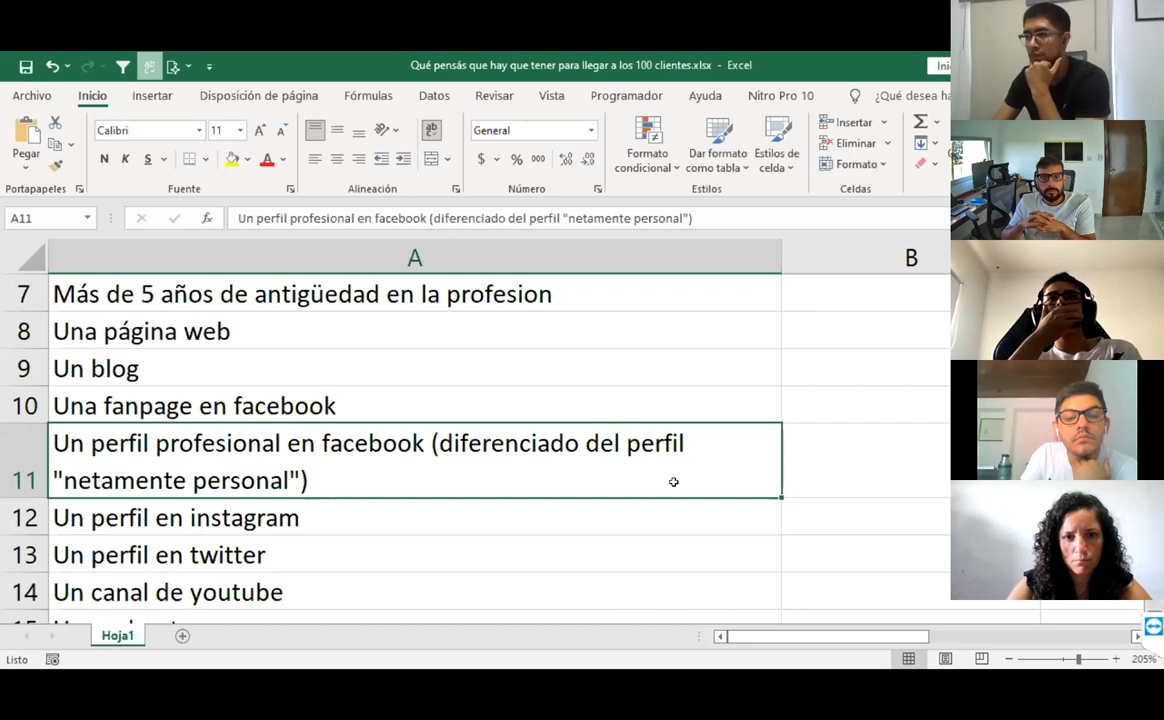 Qué pensás que hay que tener para llegar a los 100 clientes.xlsx - Excel
Archivo Inicio Insertar Disposición de página Fórmulas Datos Revisar Vista Programador Ayuda Nitro Pro 10 ¿Qué desea ha
Pegar
Calibri 11
N K S
ab
General
$ % 000
Formato condicional
Dar formato como tabla
Estilos de celda
Insertar
Eliminar
Formato
Portapapeles Fuente Alineación Número Estilos Celdas
A11 fx Un perfil profesional en facebook (diferenciado del perfil "netamente personal")
A B
7 Más de 5 años de antigüedad en la profesion
8 Una página web
9 Un blog
10 Una fanpage en facebook
11 Un perfil profesional en facebook (diferenciado del perfil
"netamente personal")
12 Un perfil en instagram
13 Un perfil en twitter
14 Un canal de youtube
Hoja1
Listo 205%